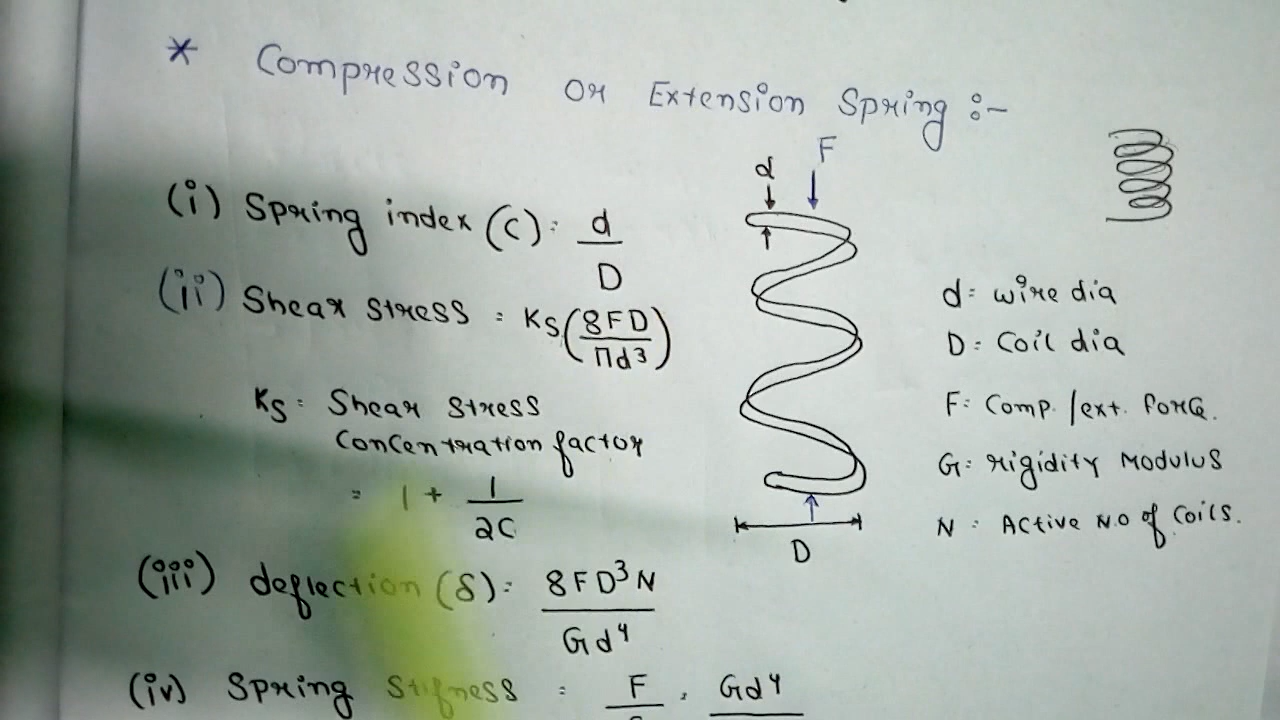 * Compression or Extension Spring :-
(i) Spring index (C) = d/D
(ii) Shear stress = Ks(8FD/πd³)
Ks = Shear stress
concentration factor
= 1 + 1/2C
(iii) deflection (δ) = 8FD³N/Gd⁴
(iv) Spring stifness = F/ = Gd⁴/
d
F
D
d = wire dia
D = Coil dia
F = Comp. /ext. force.
G = rigidity Modulus
N = Active No of Coils.